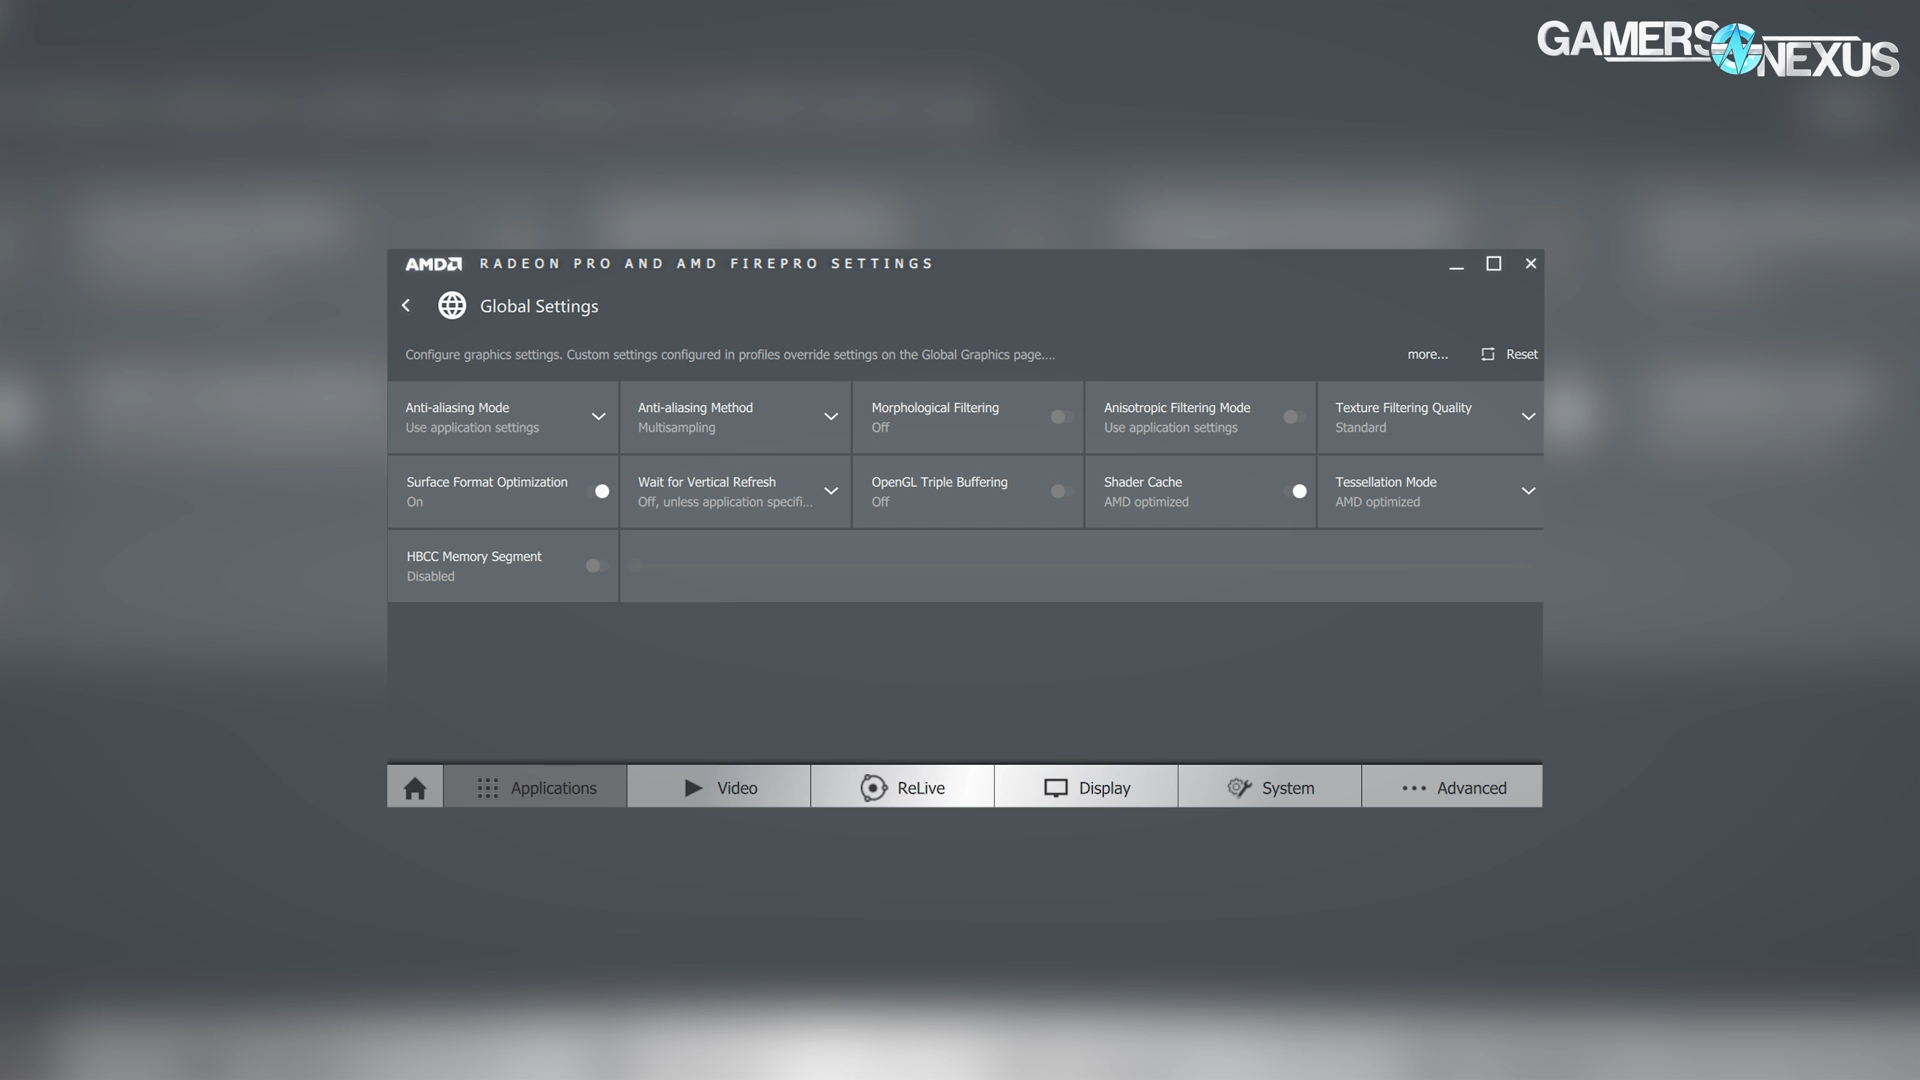 GAMERS NEXUS
AMD RADEON PRO AND AMD FIREPRO SETTINGS
Global Settings
Configure graphics settings. Custom settings configured in profiles override settings on the Global Graphics page....
more...
Reset
Anti-aliasing Mode
Use application settings
Anti-aliasing Method
Multisampling
Morphological Filtering
Off
Anisotropic Filtering Mode
Use application settings
Texture Filtering Quality
Standard
Surface Format Optimization
On
Wait for Vertical Refresh
Off, unless application specifi...
OpenGL Triple Buffering
Off
Shader Cache
AMD optimized
Tessellation Mode
AMD optimized
HBCC Memory Segment
Disabled
Applications
Video
ReLive
Display
System
Advanced